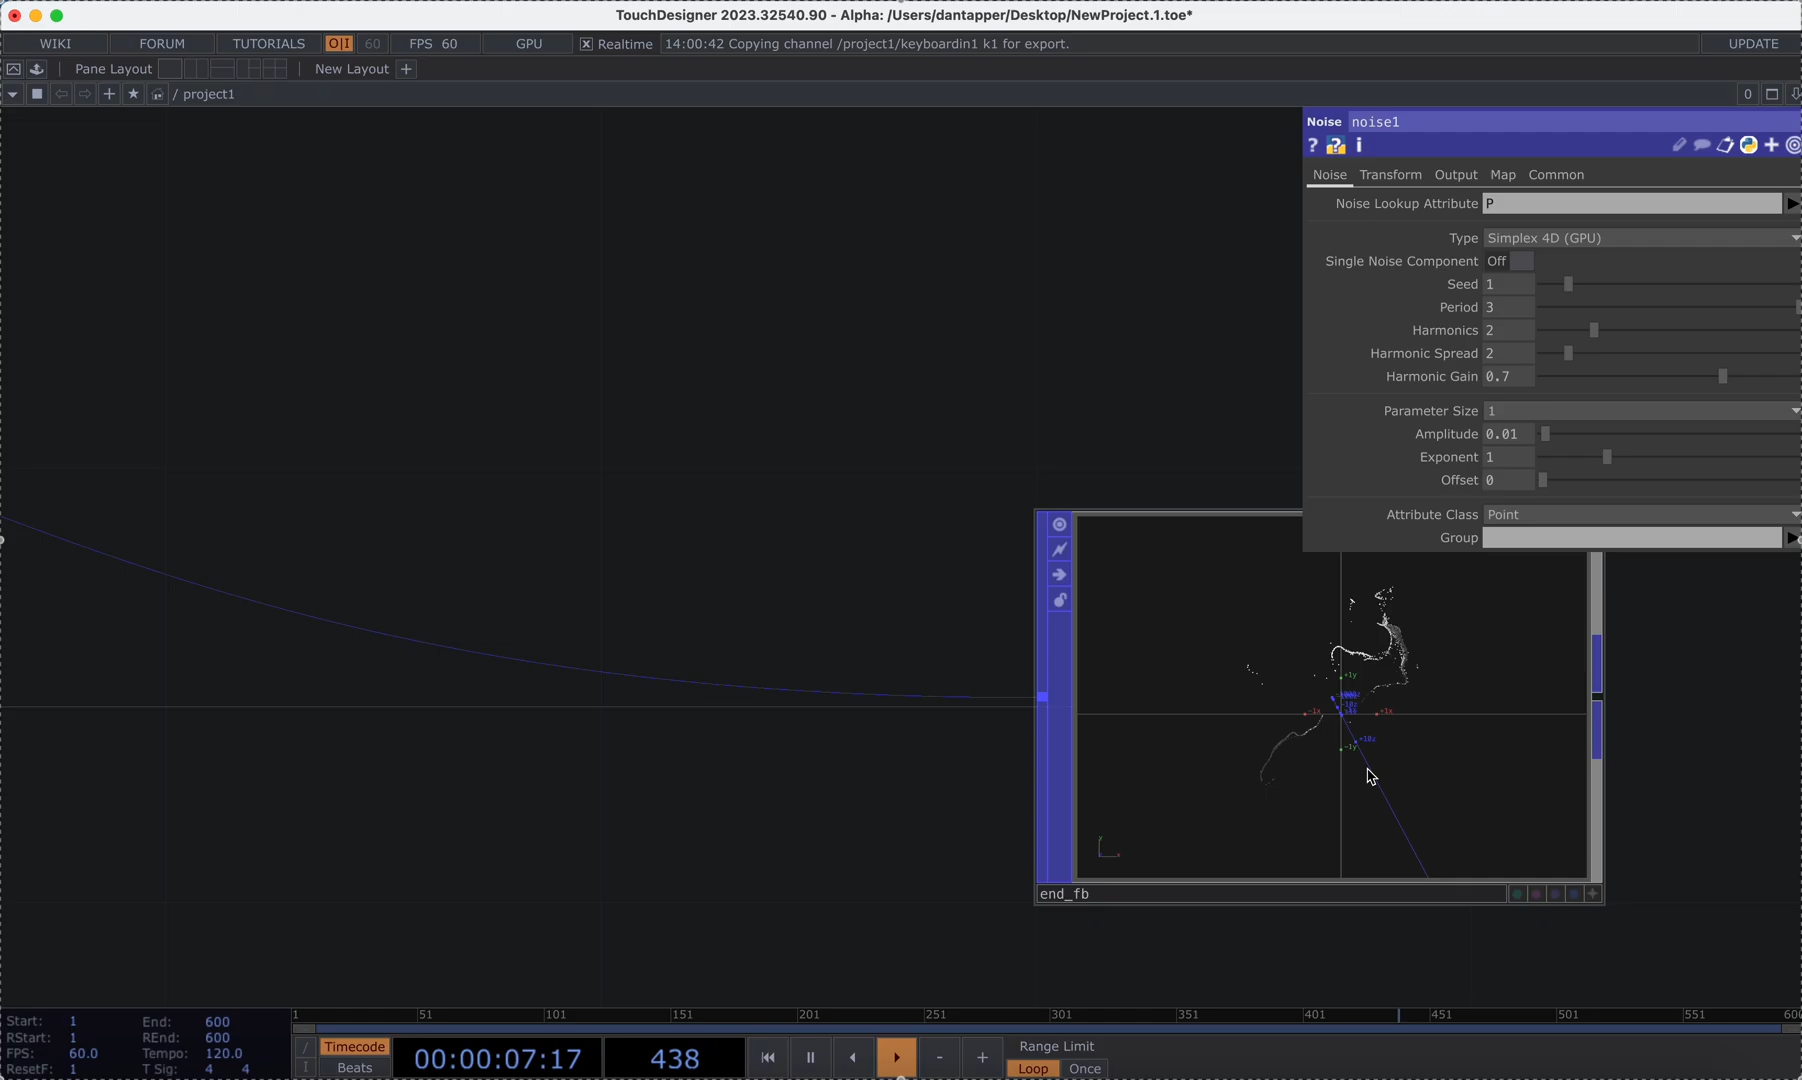 TouchDesigner 2023.32540.90 - Alpha: /Users/dantapper/Desktop/NewProject.1.toe*
WIKI FORUM TUTORIALS O|I 60 FPS 60 GPU X Realtime 14:00:42 Copying channel /project1/keyboardin1 k1 for export. UPDATE
Pane Layout New Layout +
/ project1 0
Noise noise1
? ? i
Noise Transform Output Map Common
Noise Lookup Attribute P
Type Simplex 4D (GPU)
Single Noise Component Off
Seed 1
Period 3
Harmonics 2
Harmonic Spread 2
Harmonic Gain 0.7
Parameter Size 1
Amplitude 0.01
Exponent 1
Offset 0
Attribute Class Point
Group
+1y
-1x +1x
-1y +10z
y
x
end_fb
1 51 101 151 201 251 301 351 401 451 501 551 600
Start: 1 End: 600
RStart: 1 REnd: 600
FPS: 60.0 Tempo: 120.0
ResetF: 1 T Sig: 4 4
/ Timecode
I Beats
00:00:07:17 438 - +
Range Limit
Loop Once